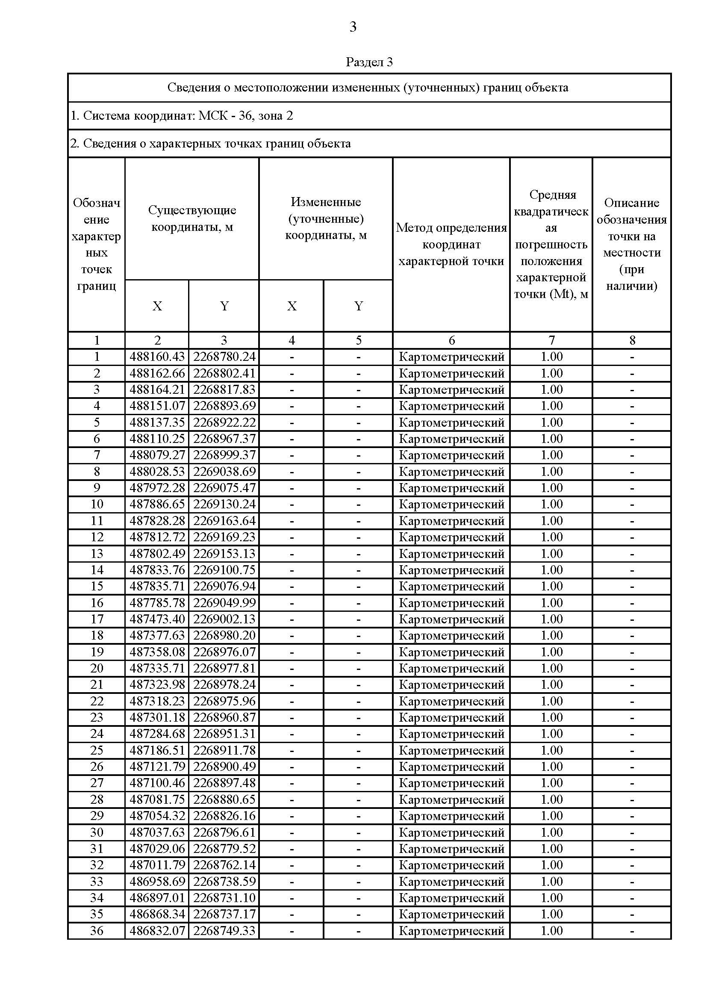 3
Раздел 3
Сведения о местоположении измененных (уточненных) границ объекта
1. Система координат: МСК - 36, зона 2
2. Сведения о характерных точках границ объекта
Обознач
ение
характер
ных
точек
границ
Существующие
координаты, м
Измененные
(уточненные)
координаты, м
Метод определения
координат
характерной точки
Средняя
квадратическ
ая
погрешность
положения
характерной
точки (Mt), м
Описание
обозначения
точки на
местности
(при
наличии)
X Y X Y
1 2 3 4 5 6 7 8
1 488160.43 2268780.24 - - Картометрический 1.00 -
2 488162.66 2268802.41 - - Картометрический 1.00 -
3 488164.21 2268817.83 - - Картометрический 1.00 -
4 488151.07 2268893.69 - - Картометрический 1.00 -
5 488137.35 2268922.22 - - Картометрический 1.00 -
6 488110.25 2268967.37 - - Картометрический 1.00 -
7 488079.27 2268999.37 - - Картометрический 1.00 -
8 488028.53 2269038.69 - - Картометрический 1.00 -
9 487972.28 2269075.47 - - Картометрический 1.00 -
10 487886.65 2269130.24 - - Картометрический 1.00 -
11 487828.28 2269163.64 - - Картометрический 1.00 -
12 487812.72 2269169.23 - - Картометрический 1.00 -
13 487802.49 2269153.13 - - Картометрический 1.00 -
14 487833.76 2269100.75 - - Картометрический 1.00 -
15 487835.71 2269076.94 - - Картометрический 1.00 -
16 487785.78 2269049.99 - - Картометрический 1.00 -
17 487473.40 2269002.13 - - Картометрический 1.00 -
18 487377.63 2268980.20 - - Картометрический 1.00 -
19 487358.08 2268976.07 - - Картометрический 1.00 -
20 487335.71 2268977.81 - - Картометрический 1.00 -
21 487323.98 2268978.24 - - Картометрический 1.00 -
22 487318.23 2268975.96 - - Картометрический 1.00 -
23 487301.18 2268960.87 - - Картометрический 1.00 -
24 487284.68 2268951.31 - - Картометрический 1.00 -
25 487186.51 2268911.78 - - Картометрический 1.00 -
26 487121.79 2268900.49 - - Картометрический 1.00 -
27 487100.46 2268897.48 - - Картометрический 1.00 -
28 487081.75 2268880.65 - - Картометрический 1.00 -
29 487054.32 2268826.16 - - Картометрический 1.00 -
30 487037.63 2268796.61 - - Картометрический 1.00 -
31 487029.06 2268779.52 - - Картометрический 1.00 -
32 487011.79 2268762.14 - - Картометрический 1.00 -
33 486958.69 2268738.59 - - Картометрический 1.00 -
34 486897.01 2268731.10 - - Картометрический 1.00 -
35 486868.34 2268737.17 - - Картометрический 1.00 -
36 486832.07 2268749.33 - - Картометрический 1.00 -